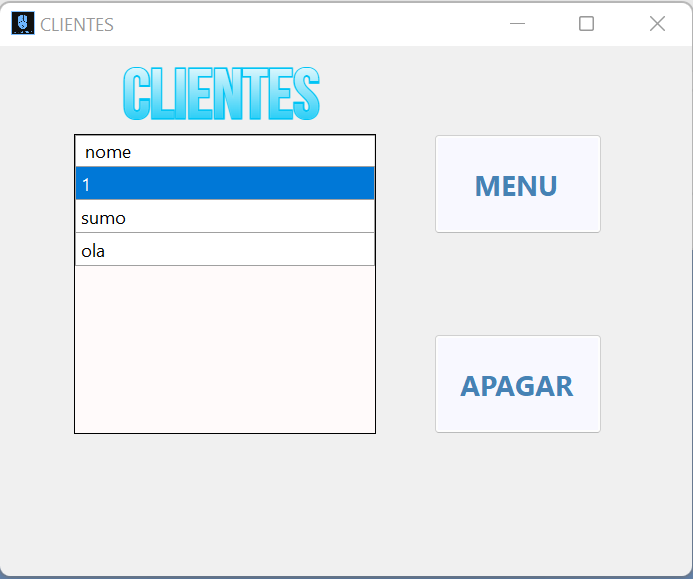 CLIENTES
CLIENTES
nome
1
sumo
ola
MENU
APAGAR